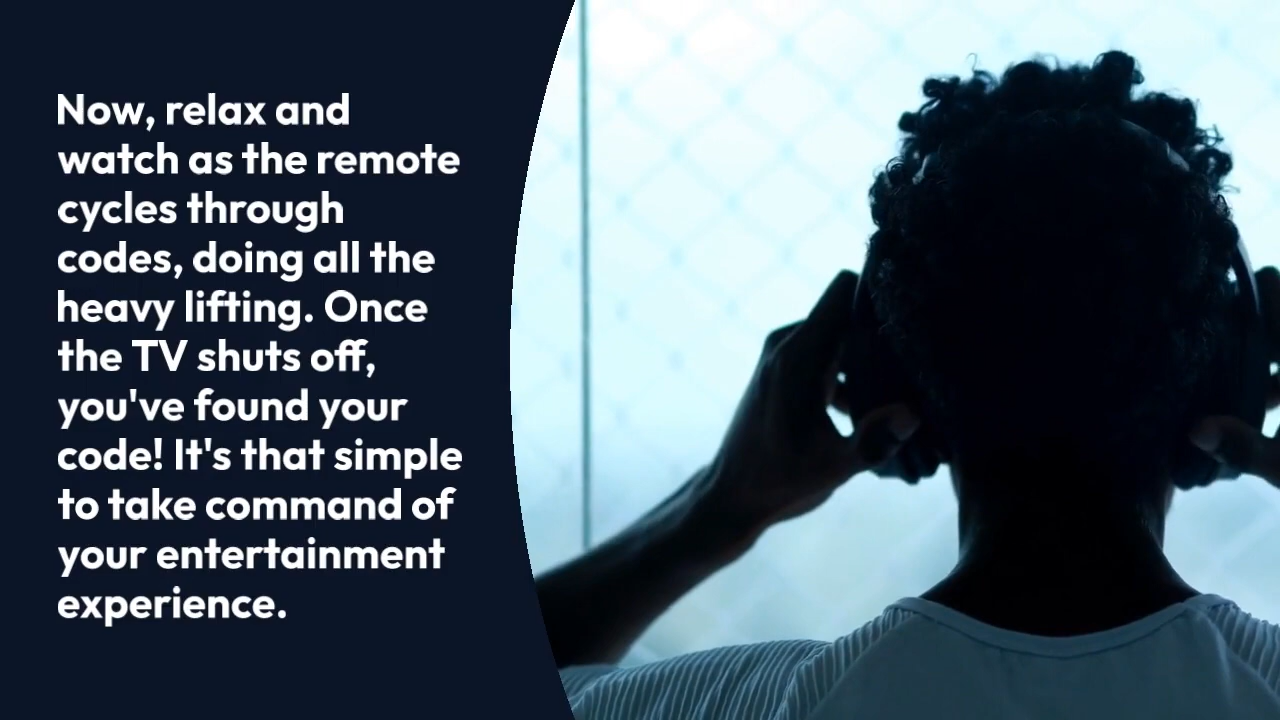 Now, relax and
watch as the remote
cycles through
codes, doing all the
heavy lifting. Once
the TV shuts off,
you've found your
code! It's that simple
to take command of
your entertainment
experience.